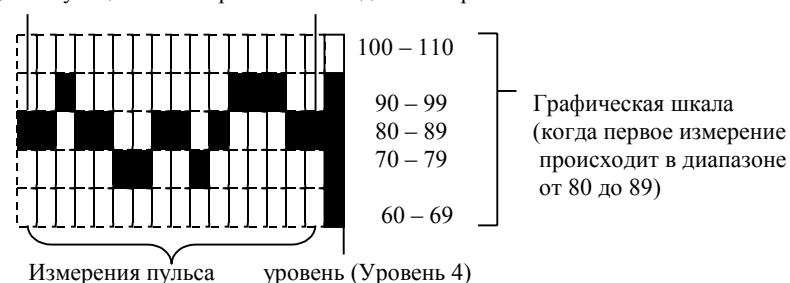 100 – 110
90 – 99
80 – 89
70 – 79
60 – 69
Графическая шкала
(когда первое измерение
происходит в диапазоне
от 80 до 89)
Измерения пульса уровень (Уровень 4)